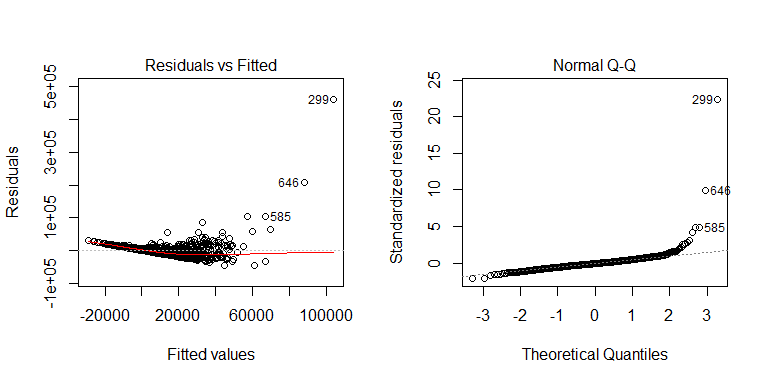 Residuals vs Fitted
Residuals
-1e+05 1e+05 3e+05 5e+05
299
646
585
-20000 20000 60000 100000
Fitted values
Normal Q-Q
Standardized residuals
0 5 10 15 20 25
299
646
585
-3 -2 -1 0 1 2 3
Theoretical Quantiles